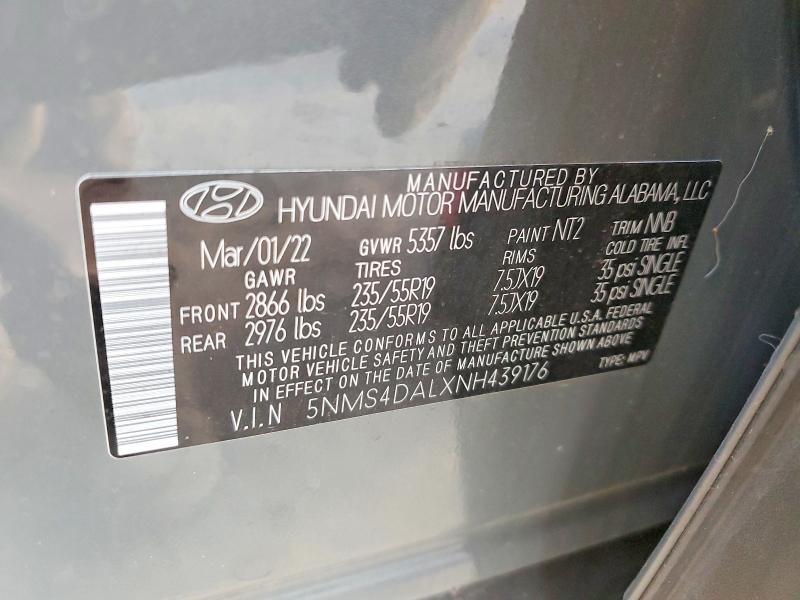 MANUFACTURED BY
HYUNDAI MOTOR MANUFACTURING ALABAMA, LLC
Mar/01/22 GVWR 5357 lbs PAINT NT2 TRIM NNB
GAWR TIRES RIMS COLD TIRE INFL
FRONT 2866 lbs 235/55R19 7.5JX19 35 psi SINGLE
REAR 2976 lbs 235/55R19 7.5JX19 35 psi SINGLE
THIS VEHICLE CONFORMS TO ALL APPLICABLE U.S.A. FEDERAL
MOTOR VEHICLE SAFETY AND THEFT PREVENTION STANDARDS
IN EFFECT ON THE DATE OF MANUFACTURE SHOWN ABOVE
V.I.N 5NMS4DALXNH439176 TYPE: MPV